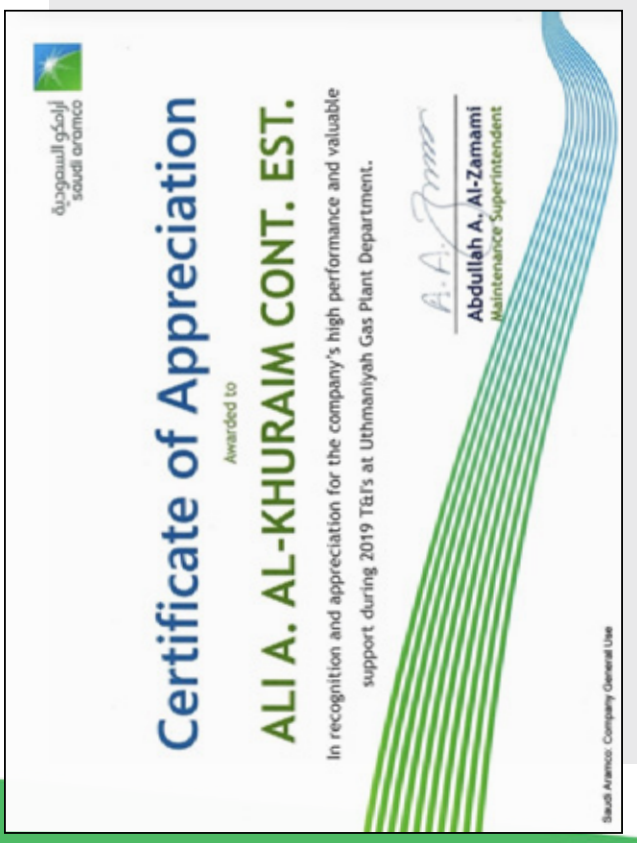 أرامكو السعودية
saudi aramco
Certificate of Appreciation
Awarded to
ALI A. AL-KHURAIM CONT. EST.
In recognition and appreciation for the company's high performance and valuable
support during 2019 T&I's at Uthmaniyah Gas Plant Department.
A. A. Zamami
Abdullah A. Al-Zamami
Maintenance Superintendent
Saudi Aramco: Company General Use